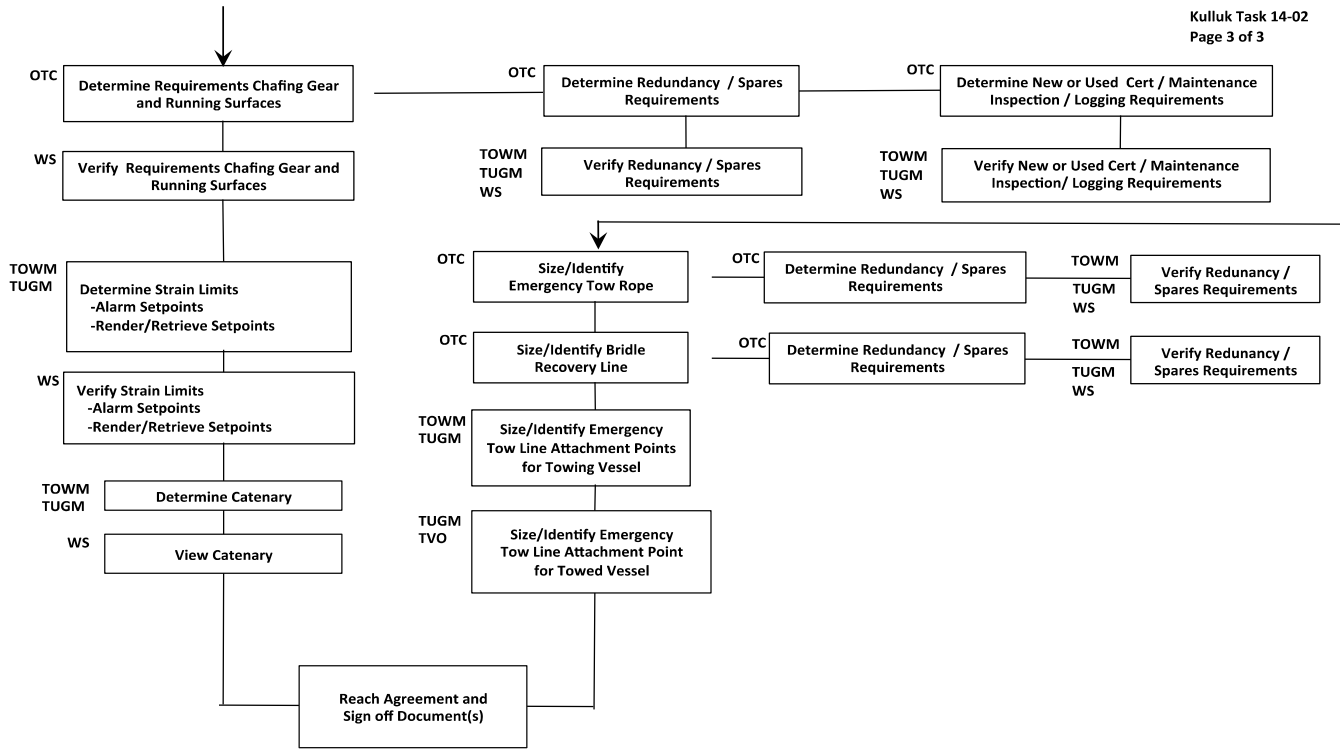 Kulluk Task 14-02
Page 3 of 3
OTC
Determine Requirements Chafing Gear
and Running Surfaces
OTC
Determine Redundancy / Spares
Requirements
OTC
Determine New or Used Cert / Maintenance
Inspection / Logging Requirements
WS
Verify Requirements Chafing Gear and
Running Surfaces
TOWM
TUGM
WS
Verify Redunancy / Spares
Requirements
TOWM
TUGM
WS
Verify New or Used Cert / Maintenance
Inspection/ Logging Requirements
TOWM
TUGM
Determine Strain Limits
-Alarm Setpoints
-Render/Retrieve Setpoints
WS
Verify Strain Limits
-Alarm Setpoints
-Render/Retrieve Setpoints
TOWM
TUGM
Determine Catenary
WS
View Catenary
OTC
Size/Identify
Emergency Tow Rope
OTC
Determine Redundancy / Spares
Requirements
TOWM
TUGM
WS
Verify Redunancy /
Spares Requirements
OTC
Size/Identify Bridle
Recovery Line
OTC
Determine Redundancy / Spares
Requirements
TOWM
TUGM
WS
Verify Redunancy /
Spares Requirements
TOWM
TUGM
Size/Identify Emergency
Tow Line Attachment Points
for Towing Vessel
TUGM
TVO
Size/Identify Emergency
Tow Line Attachment Point
for Towed Vessel
Reach Agreement and
Sign off Document(s)